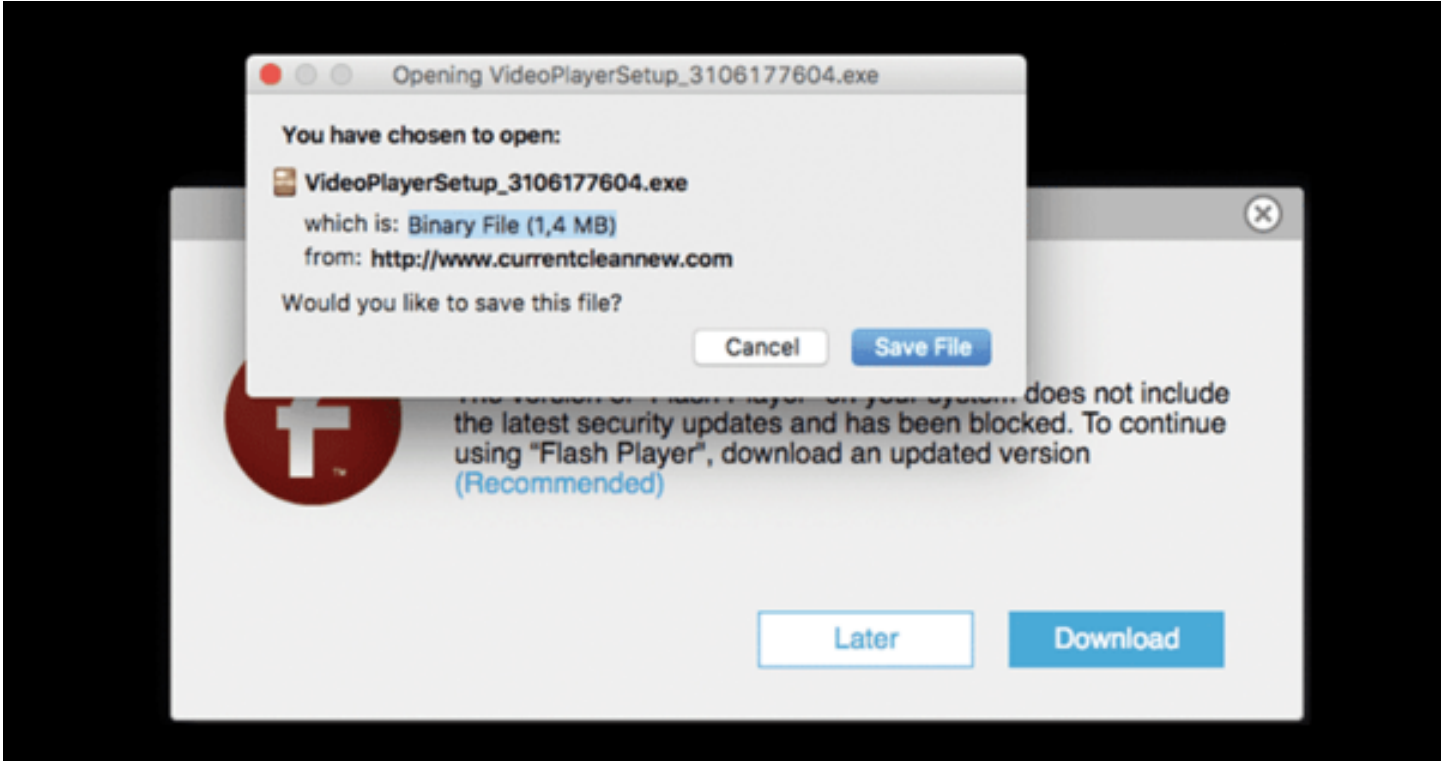 Opening VideoPlayerSetup_3106177604.exe
You have chosen to open:
VideoPlayerSetup_3106177604.exe
which is: Binary File (1,4 MB)
from: http://www.currentcleannew.com
Would you like to save this file?
Cancel
Save File
does not include
the latest security updates and has been blocked. To continue
using "Flash Player", download an updated version
(Recommended)
f
TM
Later
Download